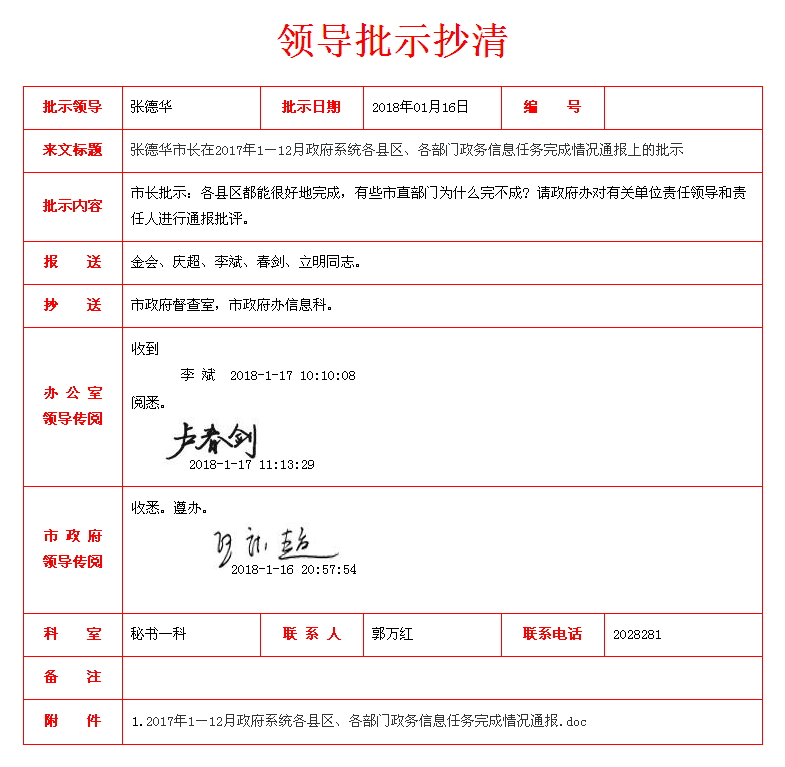 领导批示抄清
批示领导 张德华 批示日期 2018年01月16日 编 号
来文标题 张德华市长在2017年1—12月政府系统各县区、各部门政务信息任务完成情况通报上的批示
批示内容 市长批示：各县区都能很好地完成，有些市直部门为什么完不成？请政府办对有关单位责任领导和责
任人进行通报批评。
报 送 金会、庆超、李斌、春剑、立明同志。
抄 送 市政府督查室，市政府办信息科。
办 公 室
领导传阅
收到
李 斌 2018-1-17 10:10:08
阅悉。
卢春剑
2018-1-17 11:13:29
市 政 府
领导传阅
收悉。遵办。
2018-1-16 20:57:54
科 室 秘书一科 联 系 人 郭万红 联系电话 2028281
备 注
附 件 1.2017年1—12月政府系统各县区、各部门政务信息任务完成情况通报.doc